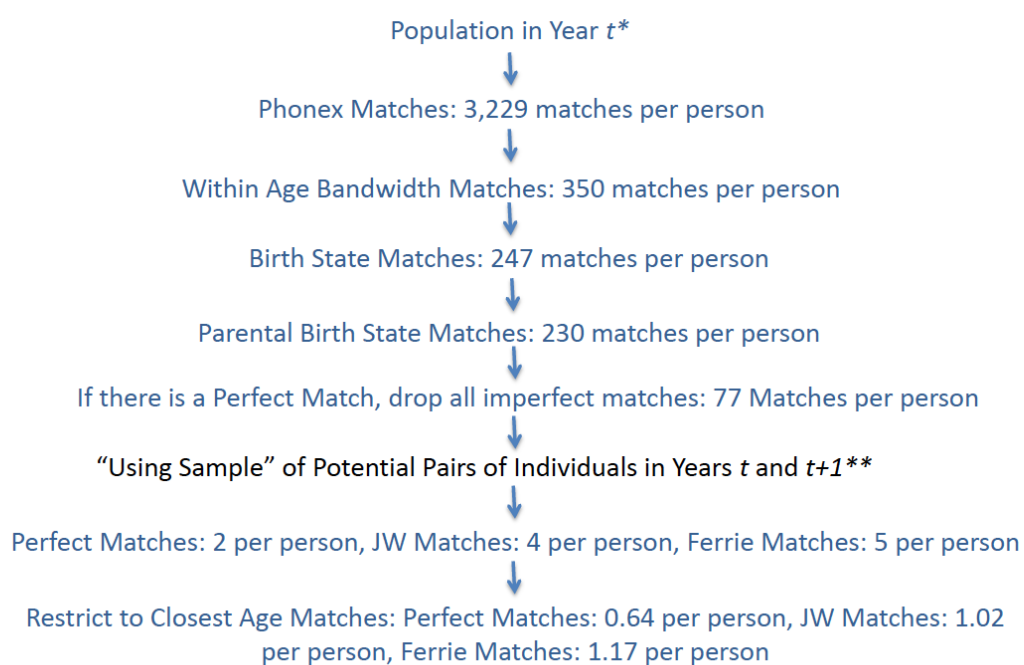 Population in Year t*
Phonex Matches: 3,229 matches per person
Within Age Bandwidth Matches: 350 matches per person
Birth State Matches: 247 matches per person
Parental Birth State Matches: 230 matches per person
If there is a Perfect Match, drop all imperfect matches: 77 Matches per person
“Using Sample” of Potential Pairs of Individuals in Years t and t+1**
Perfect Matches: 2 per person, JW Matches: 4 per person, Ferrie Matches: 5 per person
Restrict to Closest Age Matches: Perfect Matches: 0.64 per person, JW Matches: 1.02
per person, Ferrie Matches: 1.17 per person